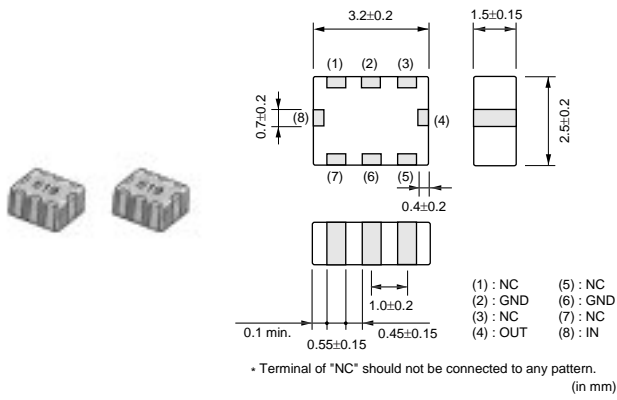 3.2±0.2
1.5±0.15
(1)
(2)
(3)
0.7±0.2
(8)
(4)
2.5±0.2
(7)
(6)
(5)
0.4±0.2
1.0±0.2
0.1 min.
0.45±0.15
0.55±0.15
(1) : NC (5) : NC
(2) : GND (6) : GND
(3) : NC (7) : NC
(4) : OUT (8) : IN
* Terminal of "NC" should not be connected to any pattern.
(in mm)